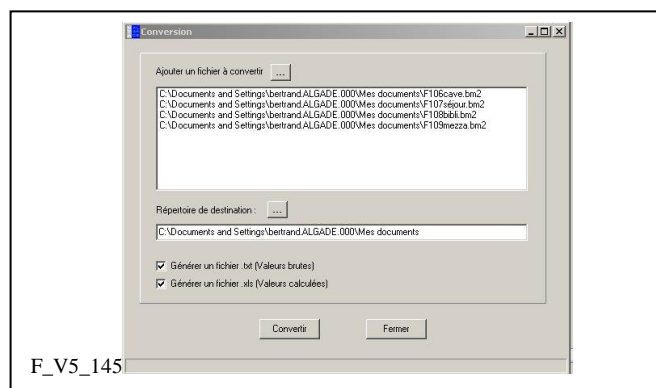 Conversion
Ajouter un fichier à convertir ...
C:\Documents and Settings\bertrand.ALGADE.000\Mes documents\F106cave.bm2
C:\Documents and Settings\bertrand.ALGADE.000\Mes documents\F107séjour.bm2
C:\Documents and Settings\bertrand.ALGADE.000\Mes documents\F108bibli.bm2
C:\Documents and Settings\bertrand.ALGADE.000\Mes documents\F109mezza.bm2
Répertoire de destination : ...
C:\Documents and Settings\bertrand.ALGADE.000\Mes documents
Générer un fichier .txt (Valeurs brutes)
Générer un fichier .xls (Valeurs calculées)
Convertir Fermer
F_V5_145